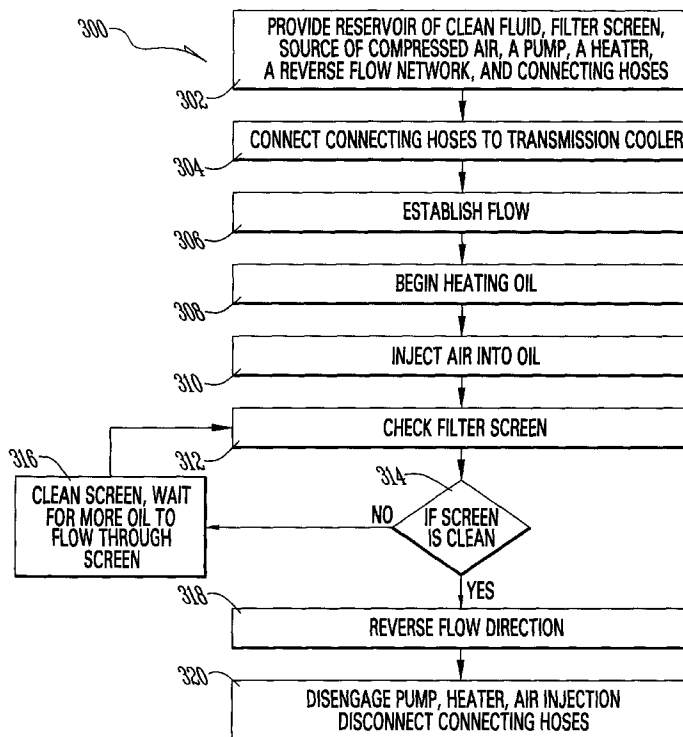 300
PROVIDE RESERVOIR OF CLEAN FLUID, FILTER SCREEN,
SOURCE OF COMPRESSED AIR, A PUMP, A HEATER,
A REVERSE FLOW NETWORK, AND CONNECTING HOSES
302
CONNECT CONNECTING HOSES TO TRANSMISSION COOLER
304
ESTABLISH FLOW
306
BEGIN HEATING OIL
308
INJECT AIR INTO OIL
310
CHECK FILTER SCREEN
312
316
CLEAN SCREEN, WAIT
FOR MORE OIL TO
FLOW THROUGH
SCREEN
314
IF SCREEN
IS CLEAN
NO
YES
318
REVERSE FLOW DIRECTION
320
DISENGAGE PUMP, HEATER, AIR INJECTION
DISCONNECT CONNECTING HOSES